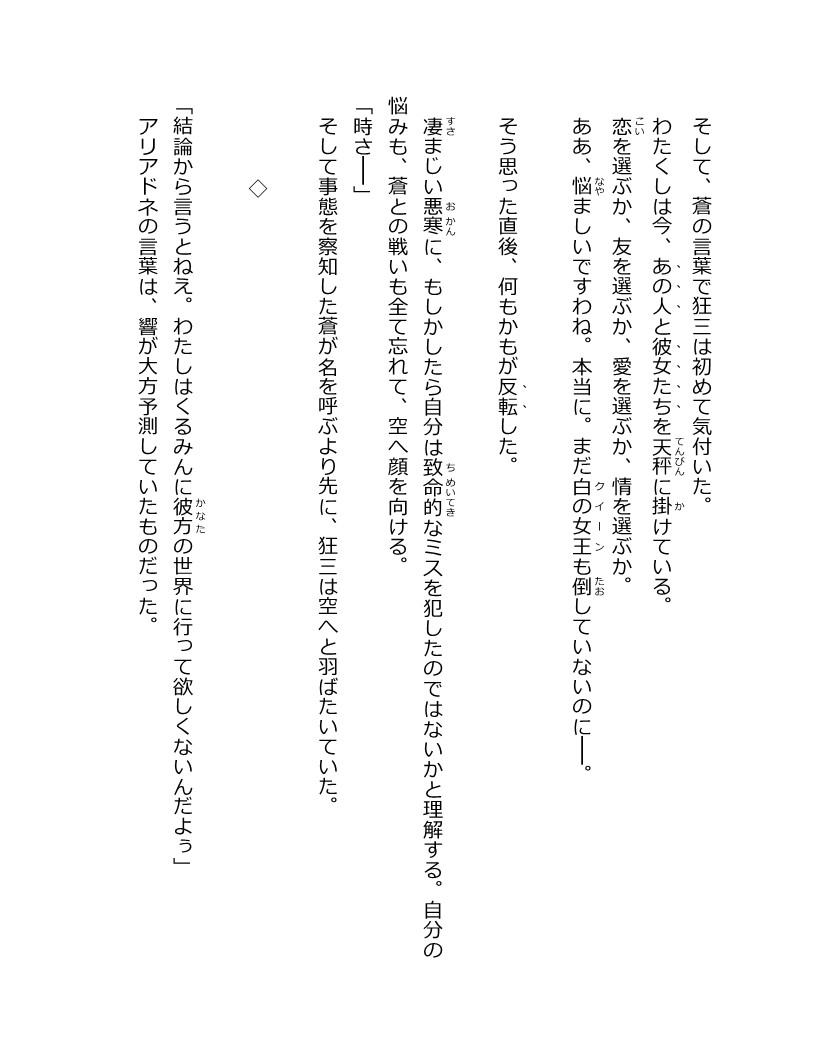 そして、蒼の言葉で狂三は初めて気付いた。
わたくしは今、あの人と彼女たちを天秤に掛けている。
恋を選ぶか、友を選ぶか、愛を選ぶか、情を選ぶか。
ああ、悩ましいですわね。本当に。まだ白の女王も倒していないのに――。
そう思った直後、何もかもが反転した。
凄まじい悪寒に、もしかしたら自分は致命的なミスを犯したのではないかと理解する。自分の
悩みも、蒼との戦いも全て忘れて、空へ顔を向ける。
「時さ――」
そして事態を察知した蒼が名を呼ぶより先に、狂三は空へと羽ばたいていた。
◇
「結論から言うとねえ。わたしはくるみんに彼方の世界に行って欲しくないんだよぅ」
アリアドネの言葉は、響が大方予測していたものだった。